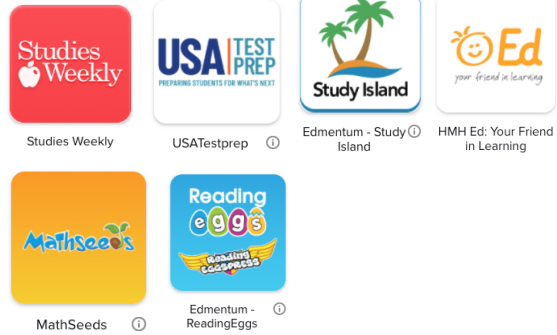 Studies
Weekly
USA TEST
PREP
PREPARING STUDENTS FOR WHAT'S NEXT
Study Island
Ed
your friend in learning
Studies Weekly
USATestprep
Edmentum - Study
Island
HMH Ed: Your Friend
in Learning
Mathseeds
Reading
eggs
Reading
Eggspress
MathSeeds
Edmentum -
ReadingEggs